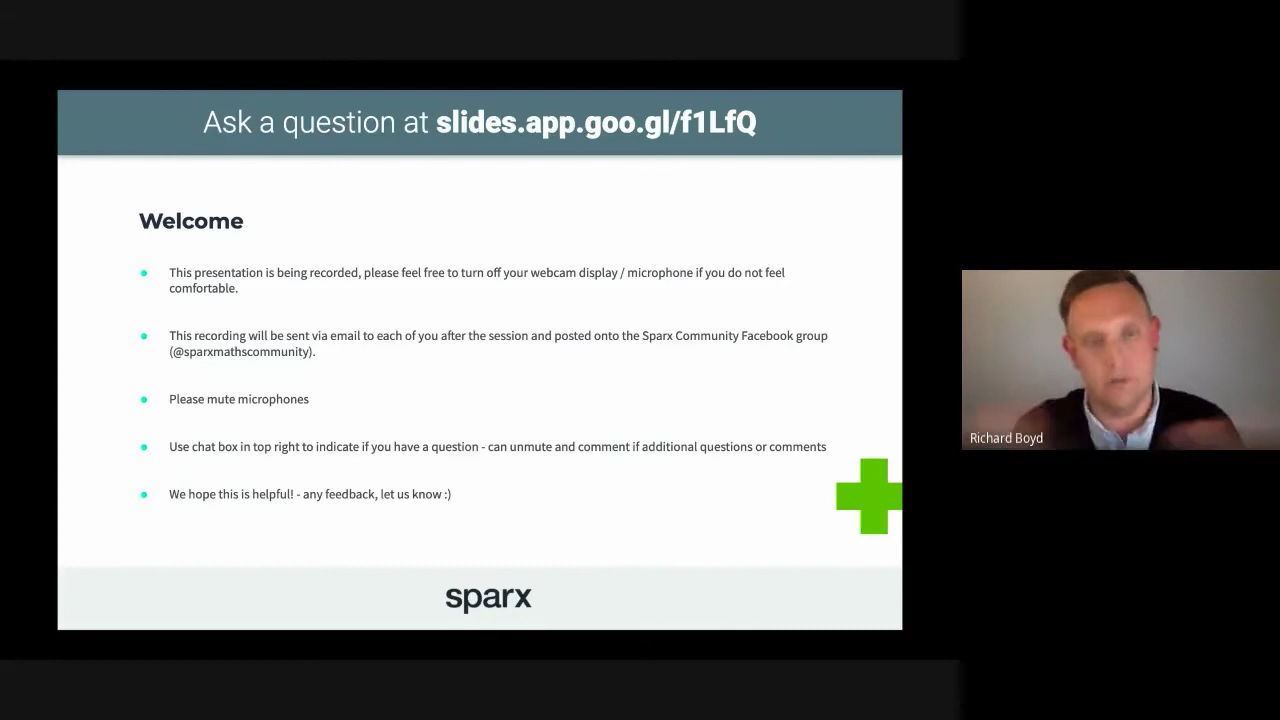 Ask a question at slides.app.goo.gl/f1LfQ
Welcome
This presentation is being recorded, please feel free to turn off your webcam display / microphone if you do not feel
comfortable.
This recording will be sent via email to each of you after the session and posted onto the Sparx Community Facebook group
(@sparxmathscommunity).
Please mute microphones
Use chat box in top right to indicate if you have a question - can unmute and comment if additional questions or comments
We hope this is helpful! - any feedback, let us know :)
sparx
Richard Boyd